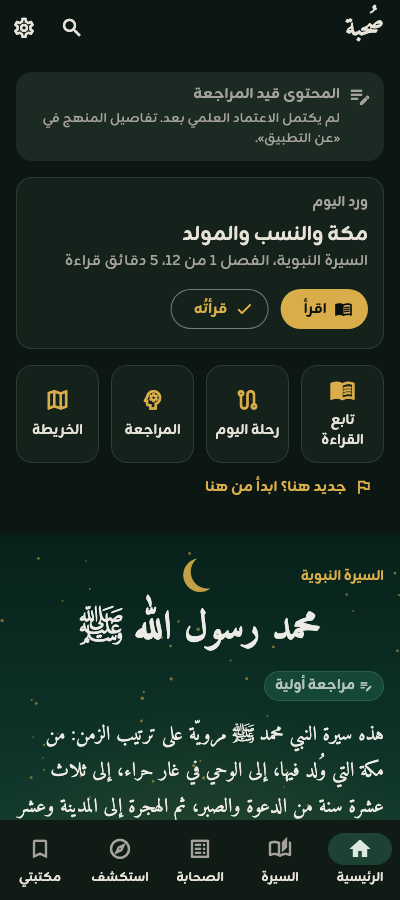 صُحبة
المحتوى قيد المراجعة
لم يكتمل الاعتماد العلمي بعد. تفاصيل المنهج في
«عن التطبيق».
ورد اليوم
مكة والنسب والمولد
السيرة النبوية، الفصل 1 من 12، 5 دقائق قراءة
اقرأ
قرأتُه
تابع
القراءة
رحلة اليوم
المراجعة
الخريطة
جديد هنا؟ ابدأ من هنا
السيرة النبوية
محمد رسول الله ﷺ
مراجعة أولية
هذه سيرة النبي محمد ﷺ مرويّة على ترتيب الزمن: من
مكة التي وُلد فيها، إلى الوحي في غار حراء، إلى ثلاث
عشرة سنة من الدعوة والصبر، ثم الهجرة إلى المدينة وعشر
الرئيسية
السيرة
الصحابة
استكشف
مكتبتي